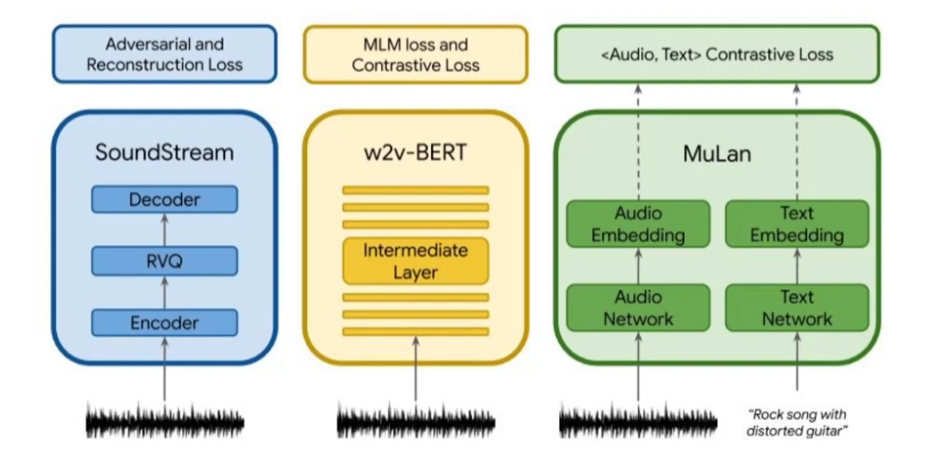 Adversarial and
Reconstruction Loss
MLM loss and
Contrastive Loss
<Audio, Text> Contrastive Loss
SoundStream
Decoder
RVQ
Encoder
w2v-BERT
Intermediate
Layer
MuLan
Audio
Embedding
Text
Embedding
Audio
Network
Text
Network
"Rock song with
distorted guitar"